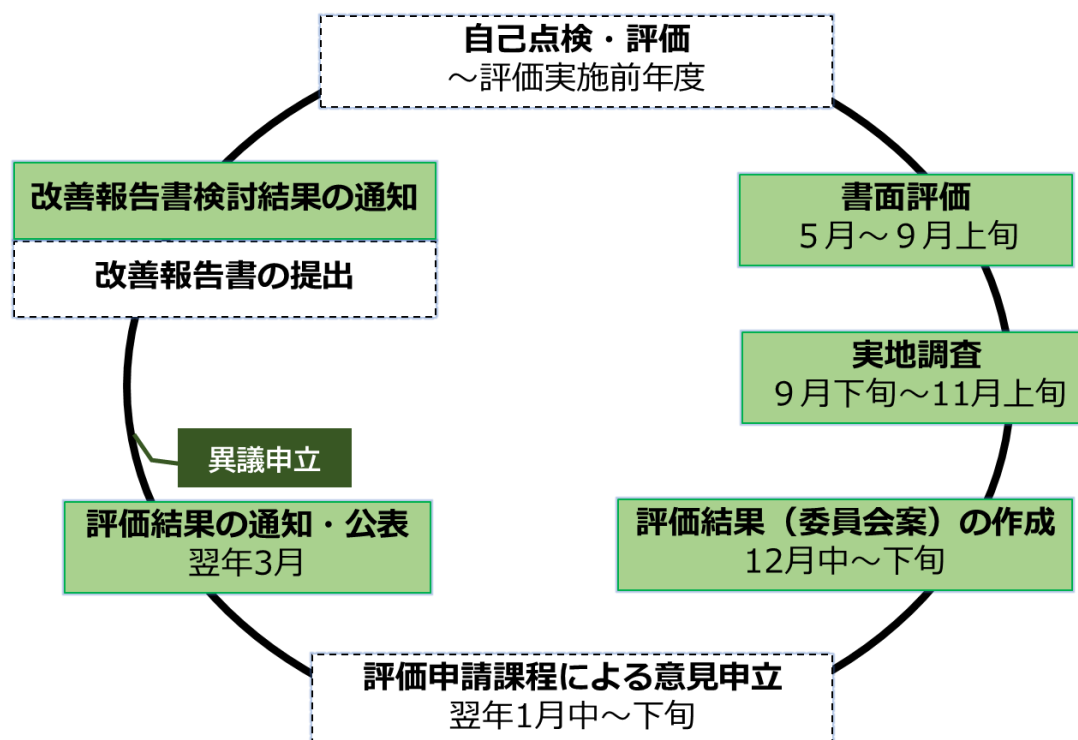 自己点検・評価
～評価実施前年度
書面評価
５月～９月上旬
実地調査
９月下旬～11月上旬
評価結果（委員会案）の作成
12月中～下旬
評価申請課程による意見申立
翌年1月中～下旬
評価結果の通知・公表
翌年3月
異議申立
改善報告書の提出
改善報告書検討結果の通知